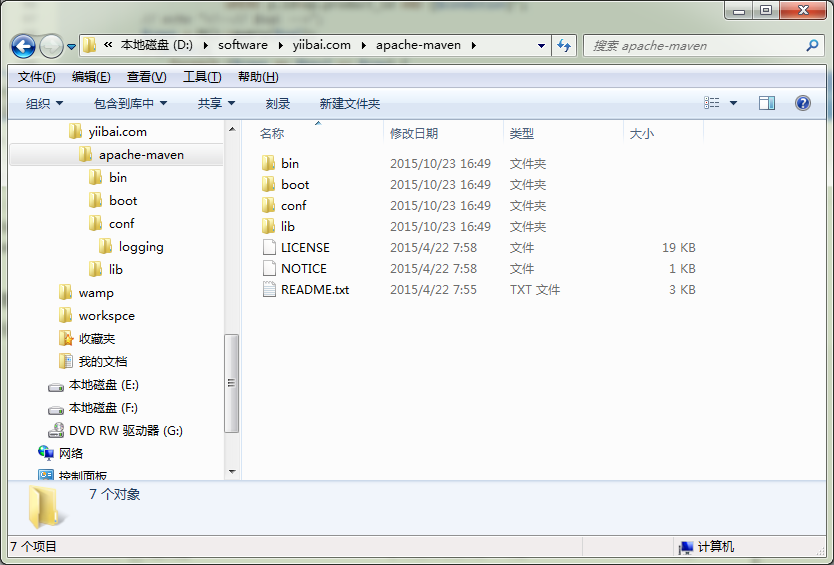 « 本地磁盘 (D:) ▸ software ▸ yiibai.com ▸ apache-maven ▸
搜索 apache-maven
文件(F) 编辑(E) 查看(V) 工具(T) 帮助(H)
组织 包含到库中 共享 刻录 新建文件夹
yiibai.com
apache-maven
bin
boot
conf
logging
lib
wamp
workspce
收藏夹
我的文档
本地磁盘 (E:)
本地磁盘 (F:)
DVD RW 驱动器 (G:)
网络
控制面板
名称 修改日期 类型 大小
bin 2015/10/23 16:49 文件夹
boot 2015/10/23 16:49 文件夹
conf 2015/10/23 16:49 文件夹
lib 2015/10/23 16:49 文件夹
LICENSE 2015/4/22 7:58 文件 19 KB
NOTICE 2015/4/22 7:58 文件 1 KB
README.txt 2015/4/22 7:55 TXT 文件 3 KB
7 个对象
7 个项目 计算机